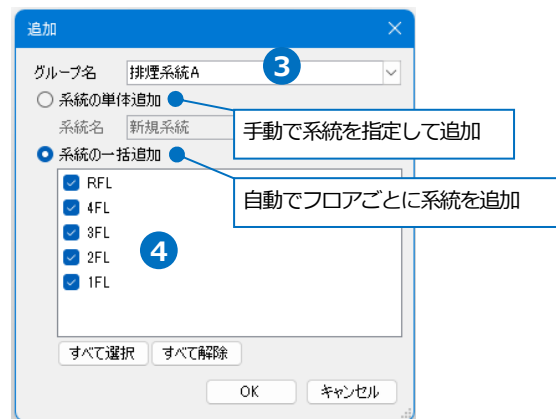 追加
グループ名 排煙系統A
3
系統の単体追加
系統名 新規系統
手動で系統を指定して追加
系統の一括追加
自動でフロアごとに系統を追加
RFL
4FL
3FL
2FL
4
1FL
すべて選択 すべて解除
OK キャンセル